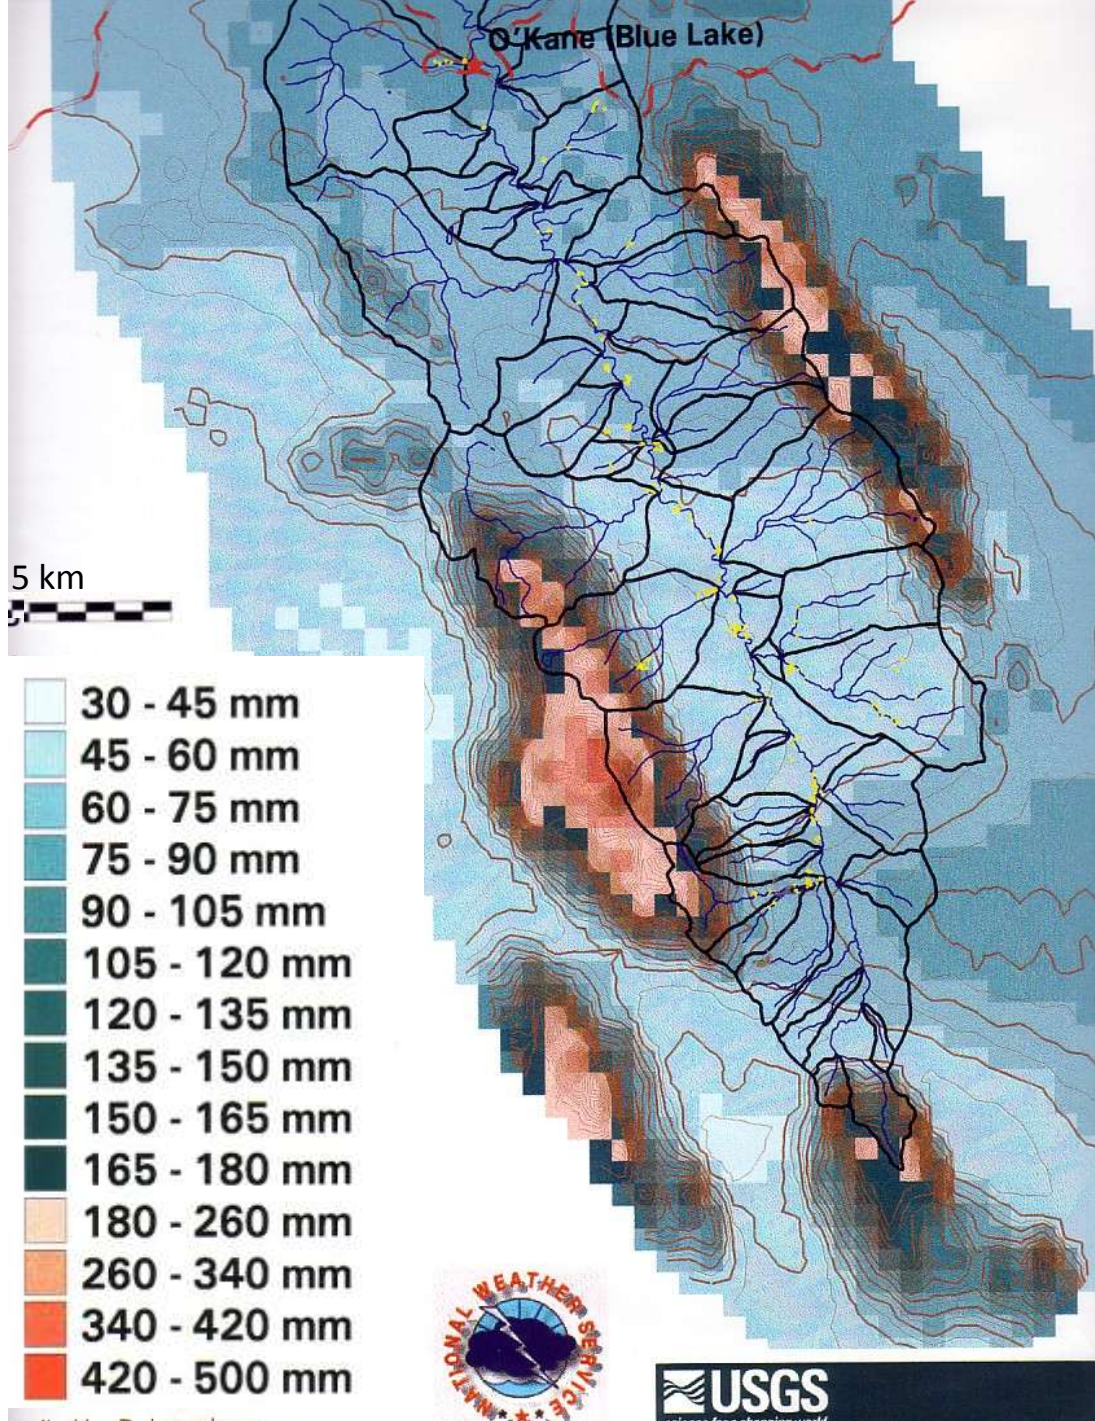 O'Kane (Blue Lake)
5 km
30 - 45 mm
45 - 60 mm
60 - 75 mm
75 - 90 mm
90 - 105 mm
105 - 120 mm
120 - 135 mm
135 - 150 mm
150 - 165 mm
165 - 180 mm
180 - 260 mm
260 - 340 mm
340 - 420 mm
420 - 500 mm
NATIONAL WEATHER SERVICE
USGS